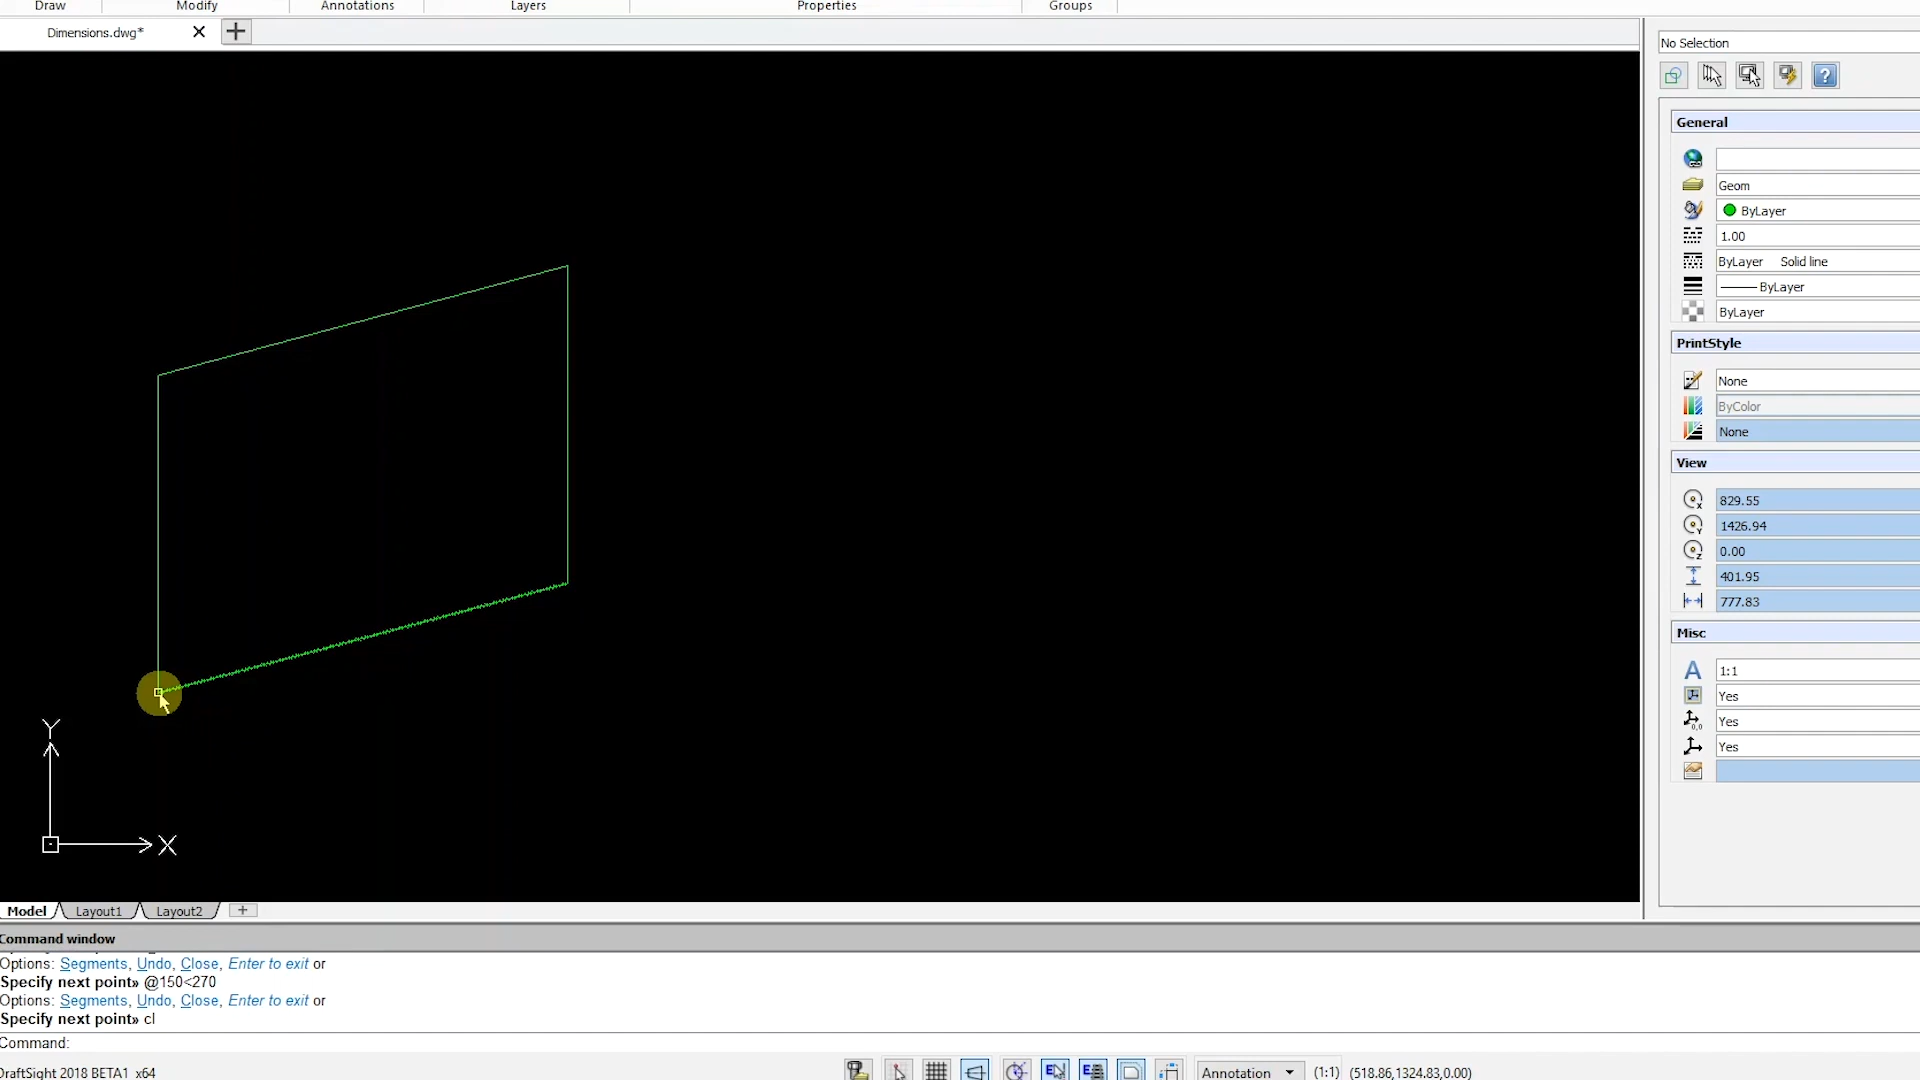 Draw Modify Annotations Layers Properties Groups
Dimensions.dwg*
No Selection
General
Geom
ByLayer
1.00
ByLayer Solid line
ByLayer
ByLayer
PrintStyle
None
ByColor
None
View
829.55
1426.94
0.00
401.95
777.83
Misc
1:1
Yes
Yes
Yes
Y
X
Model Layout1 Layout2
Command window
Options: Segments, Undo, Close, Enter to exit or
Specify next point» @150<270
Options: Segments, Undo, Close, Enter to exit or
Specify next point» cl
Command:
DraftSight 2018 BETA1 x64
Annotation (1:1) (518.86,1324.83,0.00)